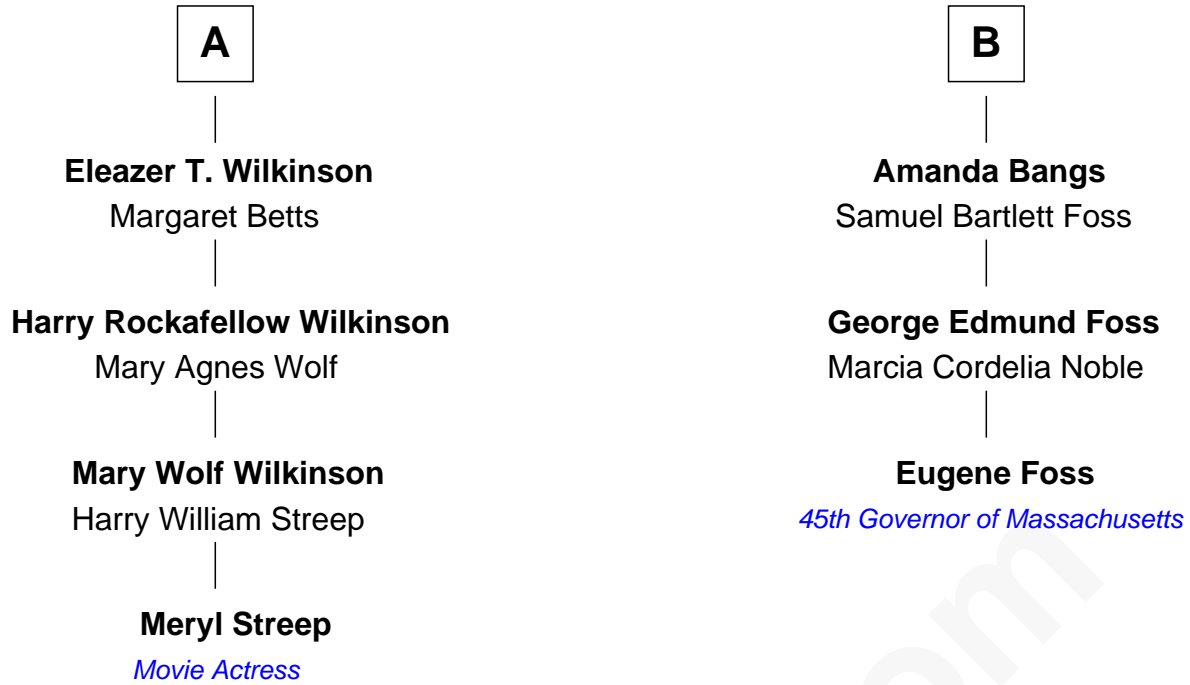 A
Eleazer T. Wilkinson
Margaret Betts
Harry Rockafellow Wilkinson
Mary Agnes Wolf
Mary Wolf Wilkinson
Harry William Streep
Meryl Streep
Movie Actress
B
Amanda Bangs
Samuel Bartlett Foss
George Edmund Foss
Marcia Cordelia Noble
Eugene Foss
45th Governor of Massachusetts
om